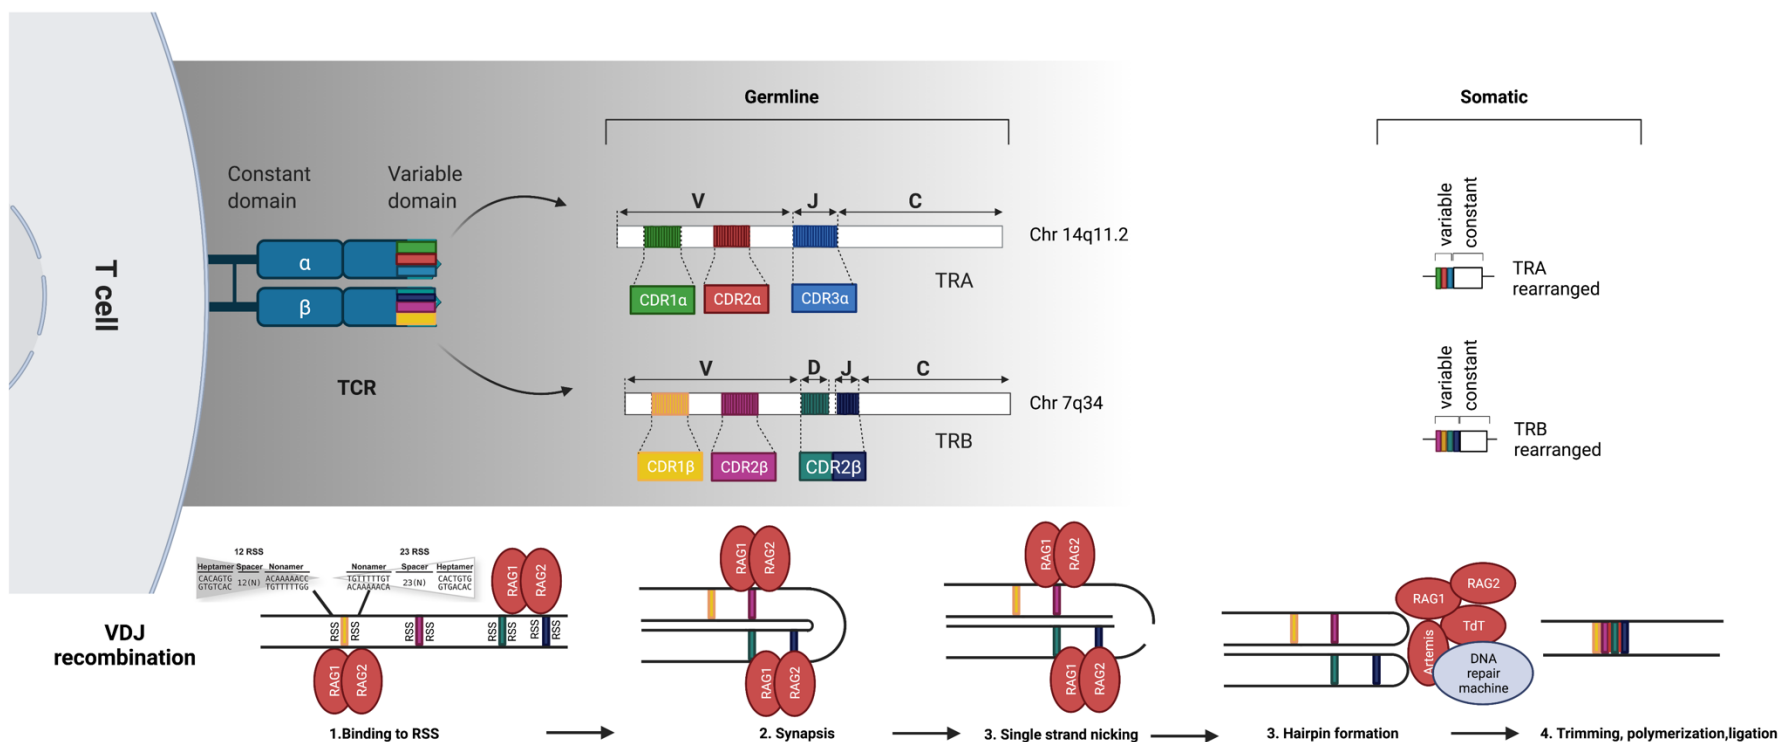 Germline
Somatic
Constant
domain
Variable
domain
T cell
α
β
TCR
V
J
C
Chr 14q11.2
TRA
CDR1α
CDR2α
CDR3α
V
D
J
C
Chr 7q34
TRB
CDR1β
CDR2β
CDR2β
variable
constant
TRA
rearranged
variable
constant
TRB
rearranged
VDJ
recombination
12 RSS
Heptamer Spacer Nonamer
CACAGTG 12(N) ACAAAAACC
GTGTCAC TGTTTTTGG
23 RSS
Nonamer Spacer Heptamer
TGTTTTTGT 23(N) CACTGTG
ACAAAAACA GTGACAC
RAG1
RAG2
RSS
RSS
RSS
RSS
RSS
RSS
RAG1
RAG2
1.Binding to RSS
RAG1
RAG2
RAG1
RAG2
2. Synapsis
RAG1
RAG2
RAG1
RAG2
3. Single strand nicking
RAG1
RAG2
TdT
Artemis
DNA
repair
machine
3. Hairpin formation
4. Trimming, polymerization,ligation